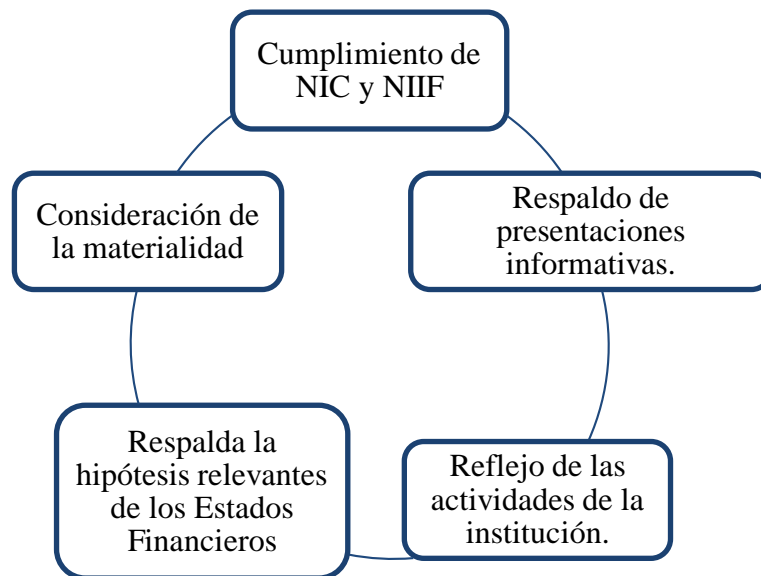 Cumplimiento de
NIC y NIIF
Respaldo de
presentaciones
informativas.
Reflejo de las
actividades de la
institución.
Respalda la
hipótesis relevantes
de los Estados
Financieros
Consideración de
la materialidad